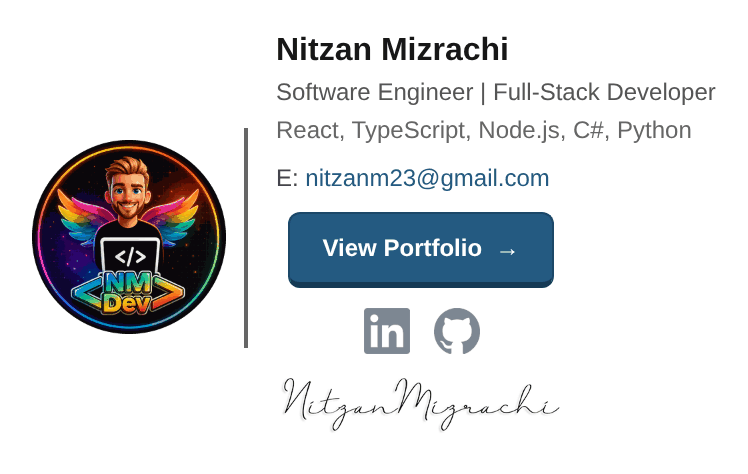 Nitzan Mizrachi
Software Engineer | Full-Stack Developer
React, TypeScript, Node.js, C#, Python
E: nitzanm23@gmail.com
</>
NM
Dev
View Portfolio →
in
NitzanMizrachi